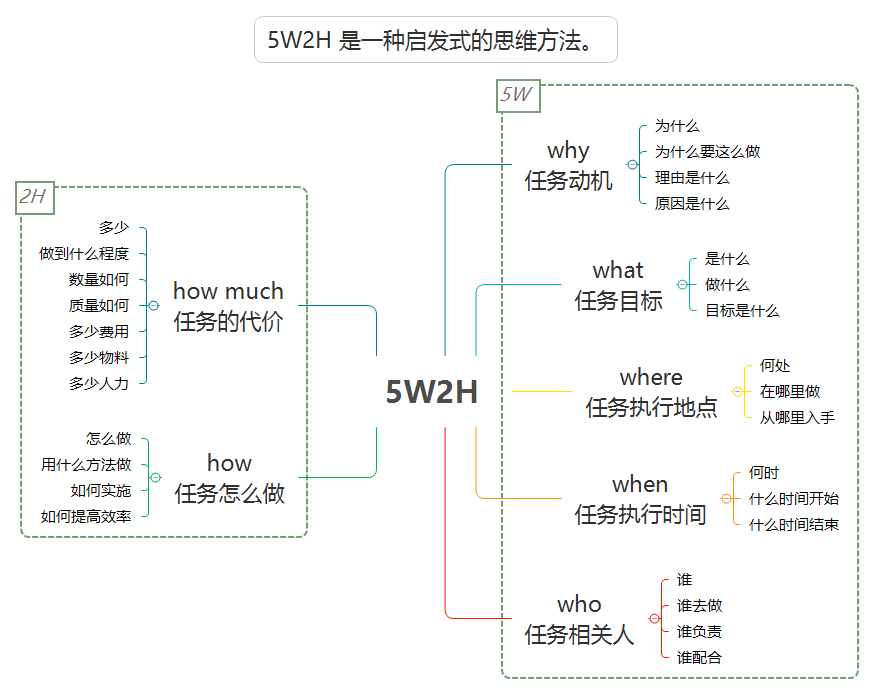 5W2H 是一种启发式的思维方法。
5W
why
任务动机
为什么
为什么要这么做
理由是什么
原因是什么
what
任务目标
是什么
做什么
目标是什么
where
任务执行地点
何处
在哪里做
从哪里入手
when
任务执行时间
何时
什么时间开始
什么时间结束
who
任务相关人
谁
谁去做
谁负责
谁配合
5W2H
2H
how much
任务的代价
多少
做到什么程度
数量如何
质量如何
多少费用
多少物料
多少人力
how
任务怎么做
怎么做
用什么方法做
如何实施
如何提高效率